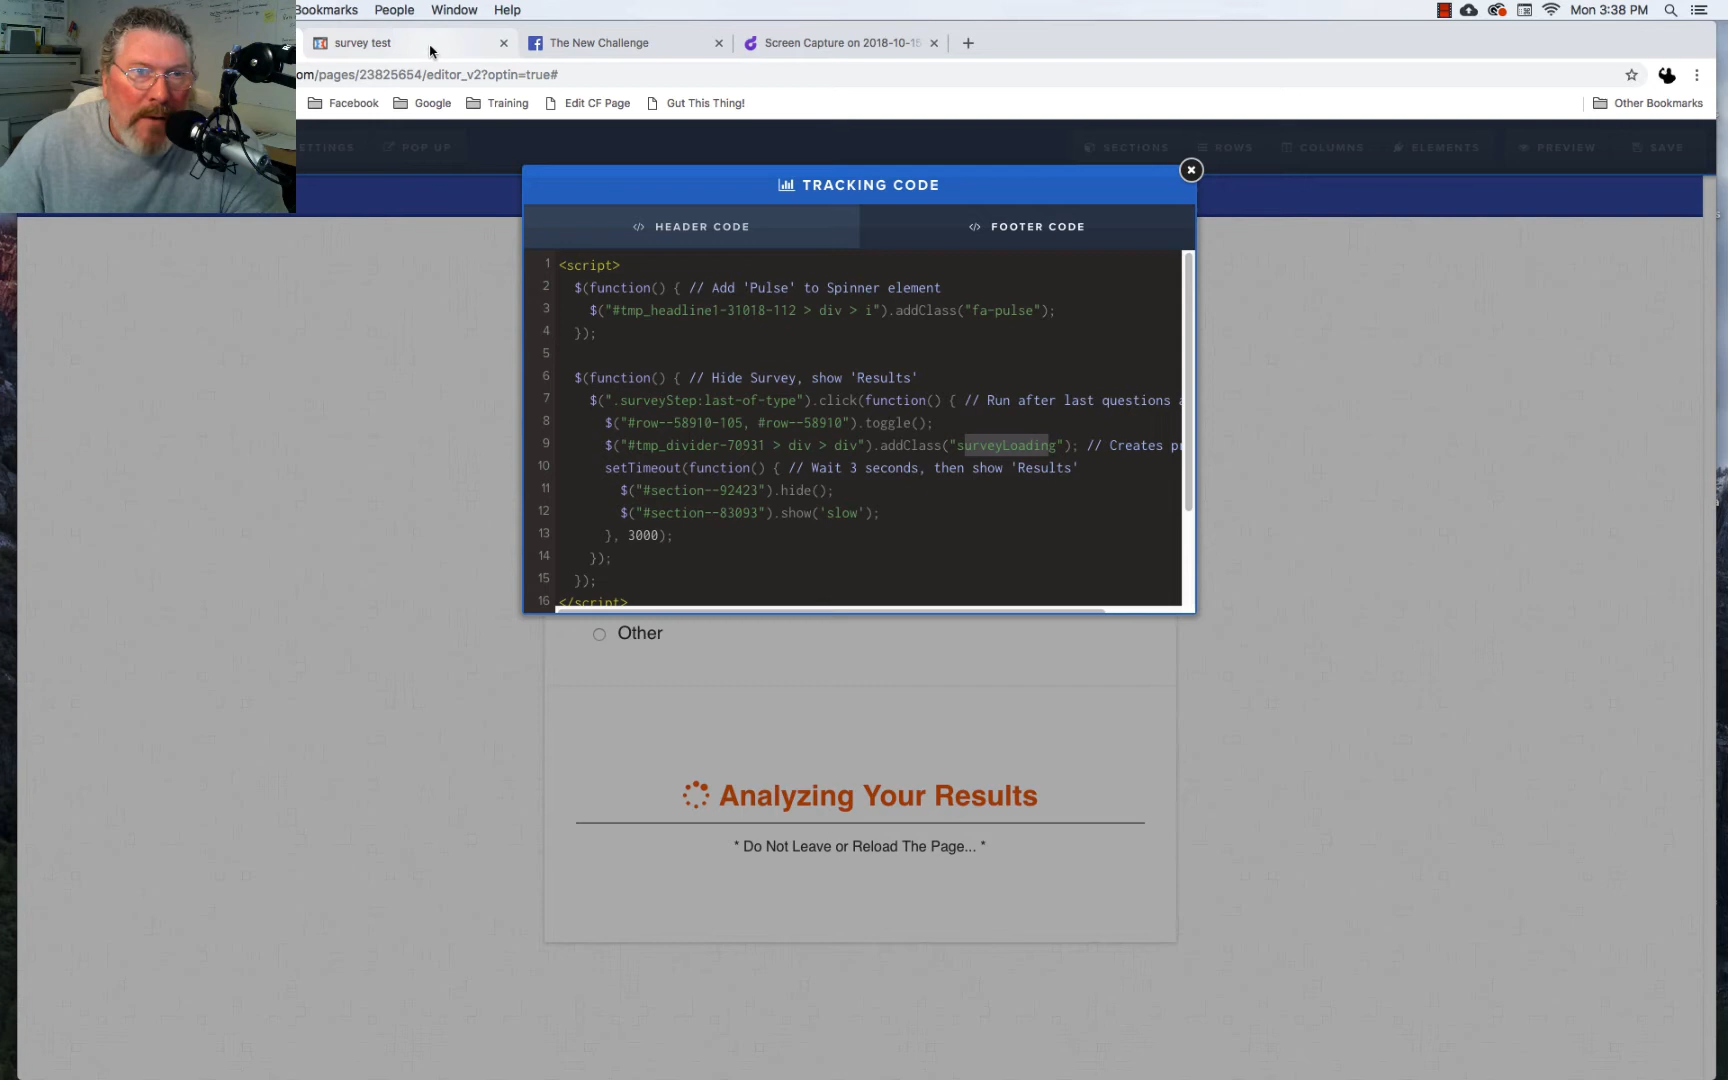 Bookmarks People Window Help
Mon 3:38 PM
survey test
The New Challenge
Screen Capture on 2018-10-15
om/pages/23825654/editor_v2?optin=true#
Facebook Google Training Edit CF Page Gut This Thing! Other Bookmarks
ETTINGS POP UP SECTIONS ROWS COLUMNS ELEMENTS PREVIEW SAVE
TRACKING CODE
</> HEADER CODE </> FOOTER CODE
1 <script>
2 $(function() { // Add 'Pulse' to Spinner element
3 $("#tmp_headline1-31018-112 > div > i").addClass("fa-pulse");
4 });
5
6 $(function() { // Hide Survey, show 'Results'
7 $(".surveyStep:last-of-type").click(function() { // Run after last questions a
8 $("#row--58910-105, #row--58910").toggle();
9 $("#tmp_divider-70931 > div > div").addClass("surveyLoading"); // Creates pr
10 setTimeout(function() { // Wait 3 seconds, then show 'Results'
11 $("#section--92423").hide();
12 $("#section--83093").show('slow');
13 }, 3000);
14 });
15 });
16 </script>
Other
Analyzing Your Results
* Do Not Leave or Reload The Page... *